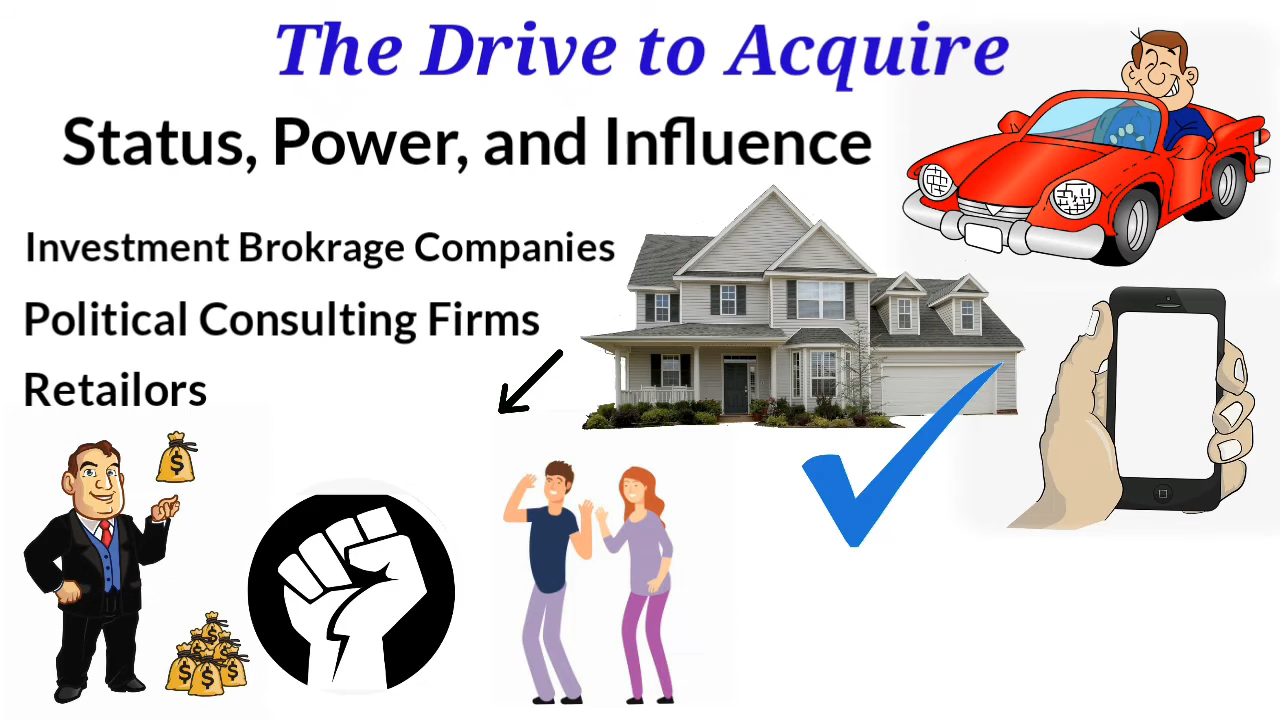 The Drive to Acquire
Status, Power, and Influence
Investment Brokrage Companies
Political Consulting Firms
Retailors
$
$
$ $ $